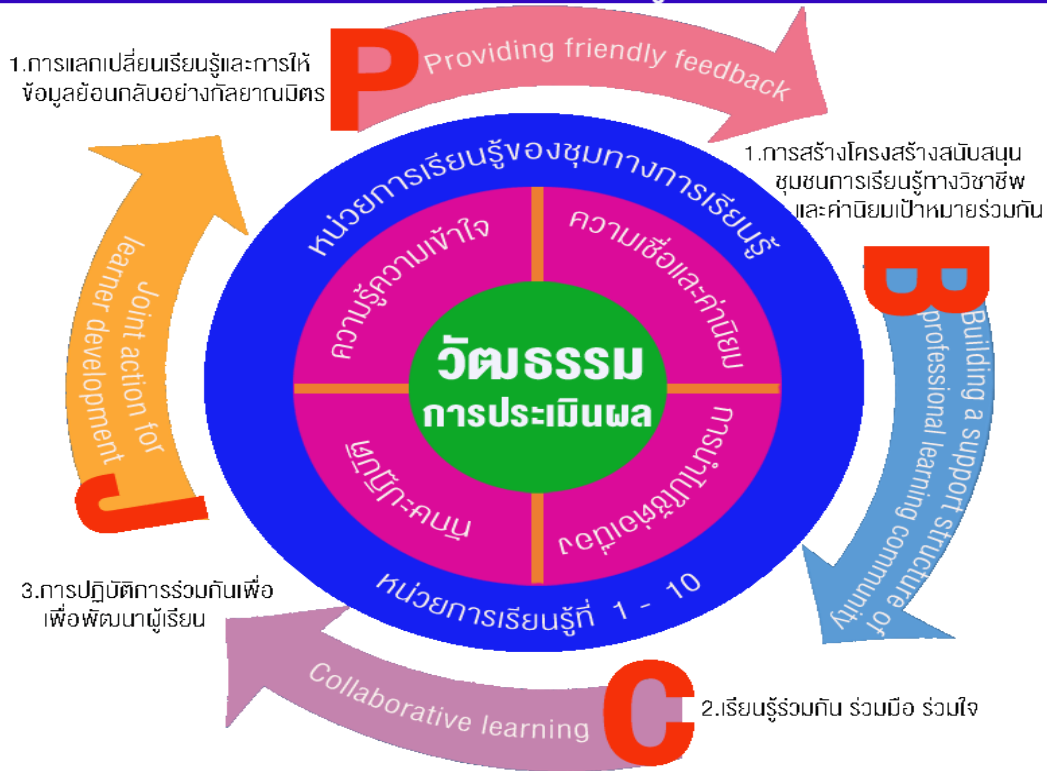 1.การแลกเปลี่ยนเรียนรู้และการให้
ข้อมูลย้อนกลับอย่างกัลยาณมิตร
P
Providing friendly feedback
1.การสร้างโครงสร้างสนับสนุน
ชุมชนการเรียนรู้ทางวิชาชีพ
และค่านิยมเป้าหมายร่วมกัน
B
Building a support structure of
professional learning community
หน่วยการเรียนรู้ของชุมทางการเรียนรู้
ความรู้ความเข้าใจ
ความเชื่อและค่านิยม
วัฒธรรม
การประเมินผล
ทักษะปฏิบัติ
การนำไปใช้ต่อเนื่อง
หน่วยการเรียนรู้ที่ 1 - 10
Joint action for
learner development
J
3.การปฏิบัติการร่วมกันเพื่อ
เพื่อพัฒนาผู้เรียน
Collaborative learning
C
2.เรียนรู้ร่วมกัน ร่วมมือ ร่วมใจ